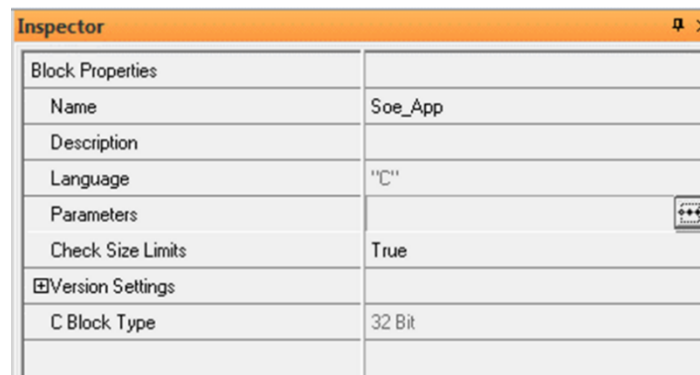 Inspector
Block Properties
Name Soe_App
Description
Language "C"
Parameters
Check Size Limits True
Version Settings
C Block Type 32 Bit